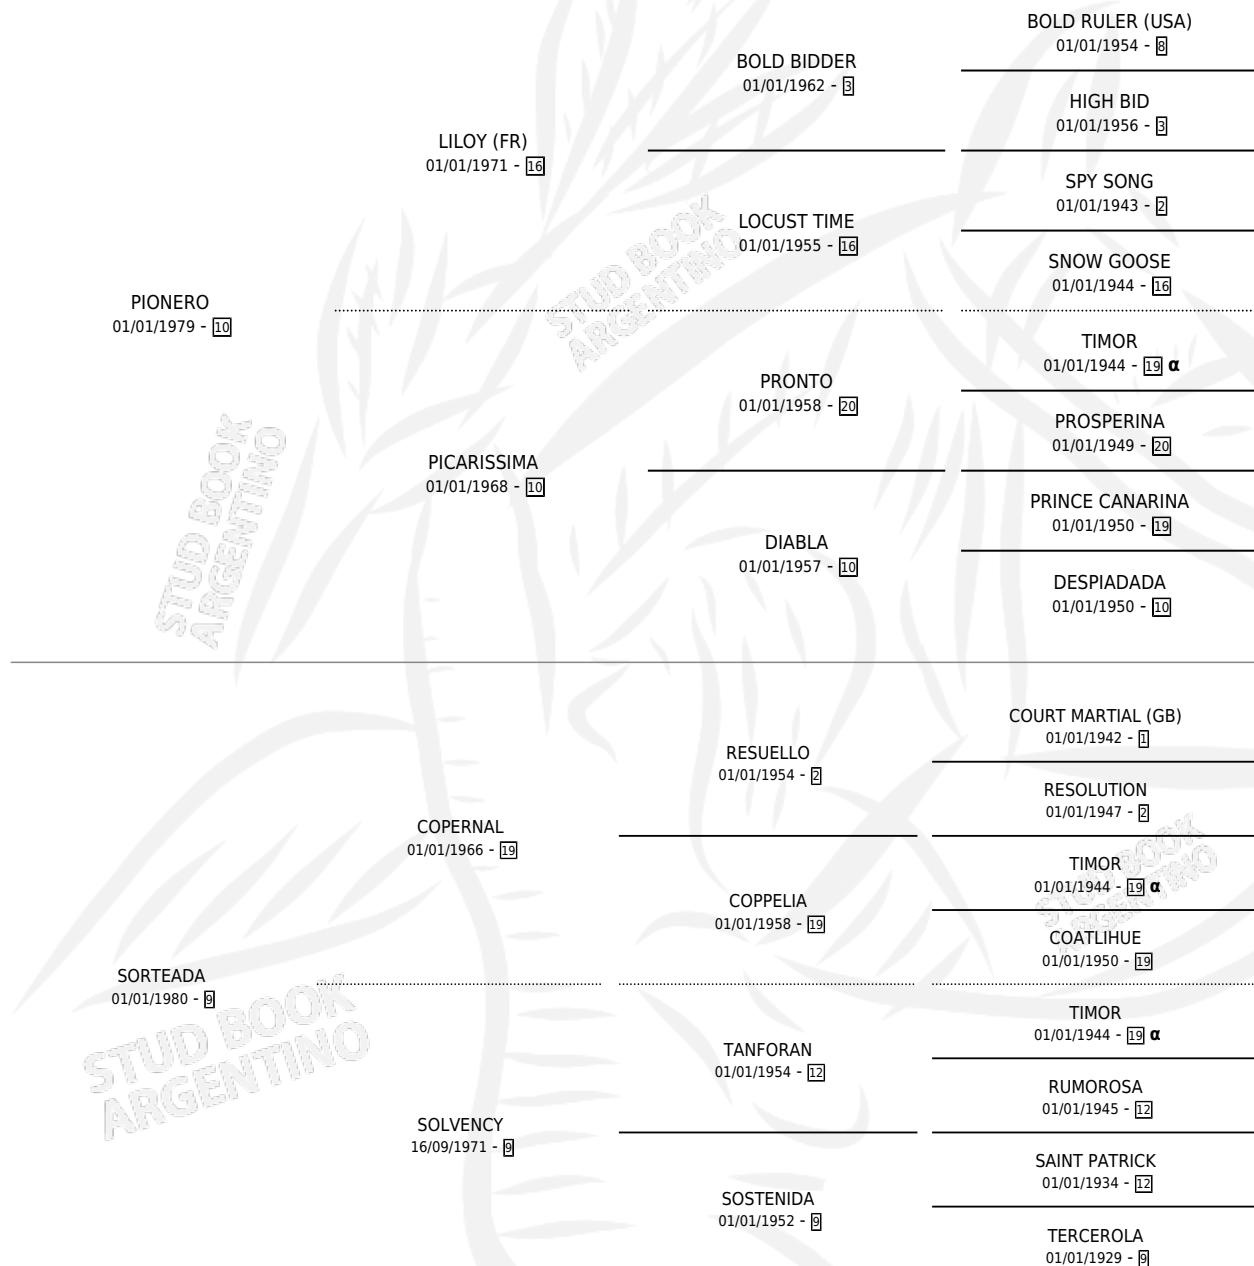 BOLD RULER (USA)
01/01/1954 - 8
BOLD BIDDER
01/01/1962 - 3
HIGH BID
01/01/1956 - 3
LILOY (FR)
01/01/1971 - 16
SPY SONG
01/01/1943 - 2
LOCUST TIME
01/01/1955 - 16
SNOW GOOSE
01/01/1944 - 16
STUD BOOK
ARGENTINO
PIONERO
01/01/1979 - 10
TIMOR
01/01/1944 - 19 α
PRONTO
01/01/1958 - 20
PROSPERINA
01/01/1949 - 20
PICARISSIMA
01/01/1968 - 10
PRINCE CANARINA
01/01/1950 - 19
DIABLA
01/01/1957 - 10
DESPIADADA
01/01/1950 - 10
STUD BOOK
ARGENTINO
COURT MARTIAL (GB)
01/01/1942 - 1
RESUELLO
01/01/1954 - 2
RESOLUTION
01/01/1947 - 2
COPERNAL
01/01/1966 - 19
TIMOR
01/01/1944 - 19 α
COPPELIA
01/01/1958 - 19
COATLIHUE
01/01/1950 - 19
STUD BOOK
ARGENTINO
SORTEADA
01/01/1980 - 9
TIMOR
01/01/1944 - 19 α
TANFORAN
01/01/1954 - 12
RUMOROSA
01/01/1945 - 12
STUD BOOK
ARGENTINO
SOLVENCY
16/09/1971 - 9
SAINT PATRICK
01/01/1934 - 12
SOSTENIDA
01/01/1952 - 9
TERCEROLA
01/01/1929 - 9